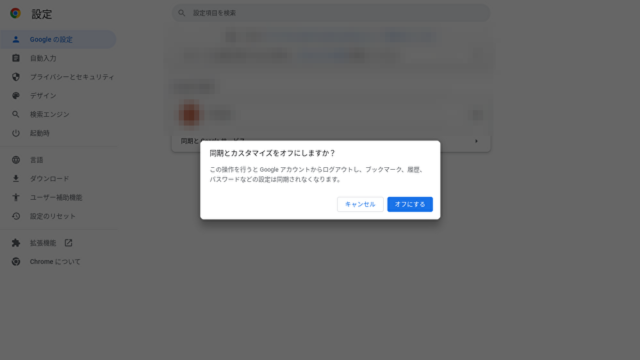 設定
設定項目を検索
Google の設定
自動入力
プライバシーとセキュリティ
デザイン
検索エンジン
起動時
言語
ダウンロード
ユーザー補助機能
設定のリセット
拡張機能
Chrome について
同期と Google サービス
同期とカスタマイズをオフにしますか？
この操作を行うと Google アカウントからログアウトし、ブックマーク、履歴、
パスワードなどの設定は同期されなくなります。
キャンセル
オフにする